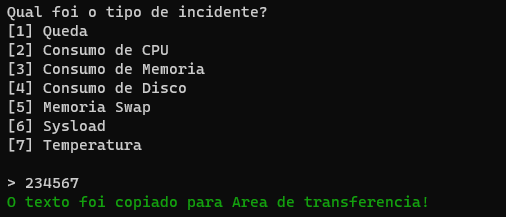 Qual foi o tipo de incidente?
[1] Queda
[2] Consumo de CPU
[3] Consumo de Memoria
[4] Consumo de Disco
[5] Memoria Swap
[6] Sysload
[7] Temperatura
> 234567
O texto foi copiado para Area de transferencia!